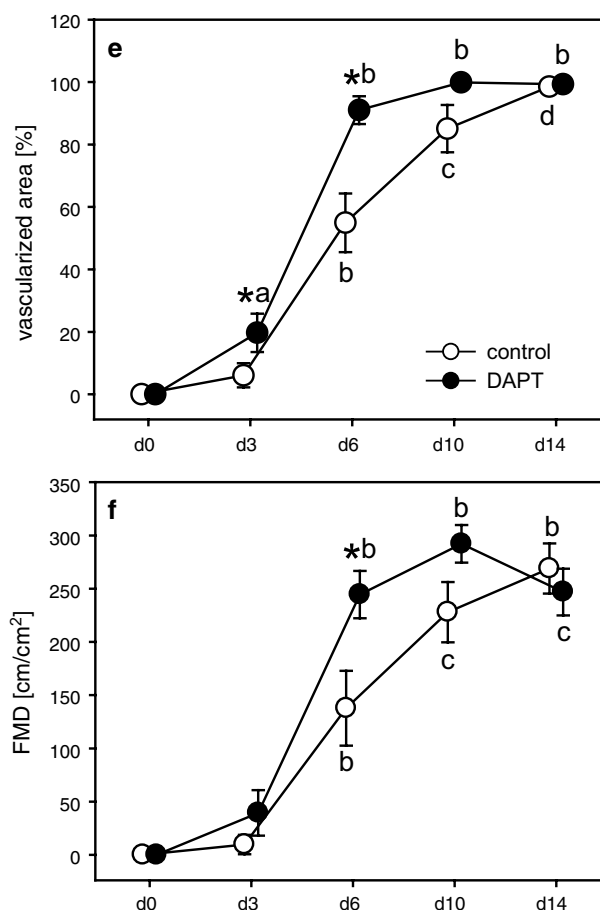 120
e
*b
b
b
100
d
80
c
vascularized area [%]
60
b
40
*a
20
control
DAPT
0
d0 d3 d6 d10 d14
350
f
b
300
*b
b
250
c
c
FMD [cm/cm²]
200
150
b
100
50
0
d0 d3 d6 d10 d14